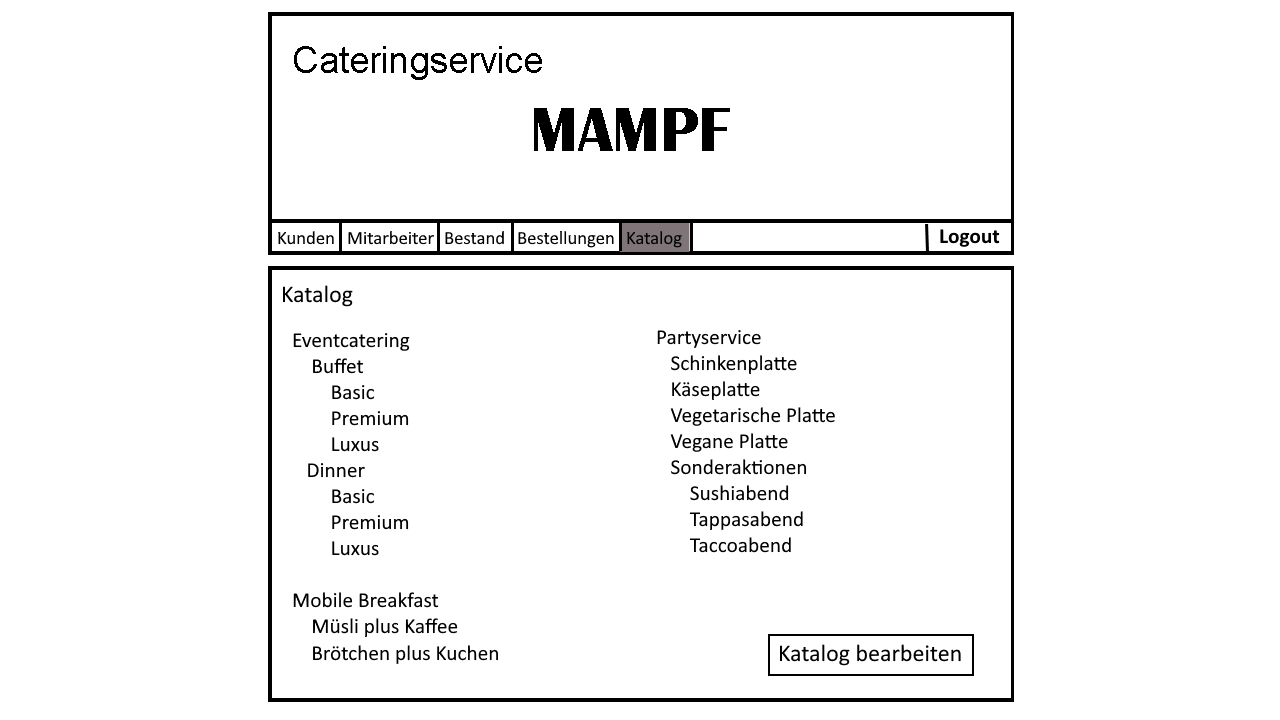 Cateringservice
MAMPF
Kunden Mitarbeiter Bestand Bestellungen Katalog Logout
Katalog
Eventcatering
Buffet
Basic
Premium
Luxus
Dinner
Basic
Premium
Luxus
Mobile Breakfast
Müsli plus Kaffee
Brötchen plus Kuchen
Partyservice
Schinkenplatte
Käseplatte
Vegetarische Platte
Vegane Platte
Sonderaktionen
Sushiabend
Tappasabend
Taccoabend
Katalog bearbeiten